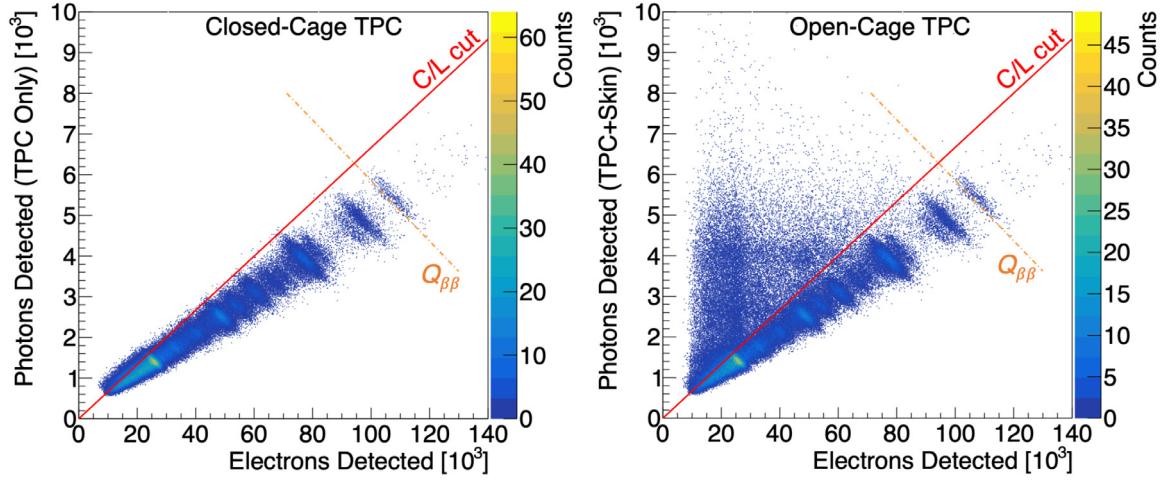 Closed-Cage TPC
Photons Detected (TPC Only) [10³]
10
9
8
7
6
5
4
3
2
1
0
C/L cut
Q_ββ
0 20 40 60 80 100 120 140
Electrons Detected [10³]
Counts
60
50
40
30
20
10
0
Open-Cage TPC
Photons Detected (TPC+Skin) [10³]
10
9
8
7
6
5
4
3
2
1
0
C/L cut
Q_ββ
0 20 40 60 80 100 120 140
Electrons Detected [10³]
Counts
45
40
35
30
25
20
15
10
5
0